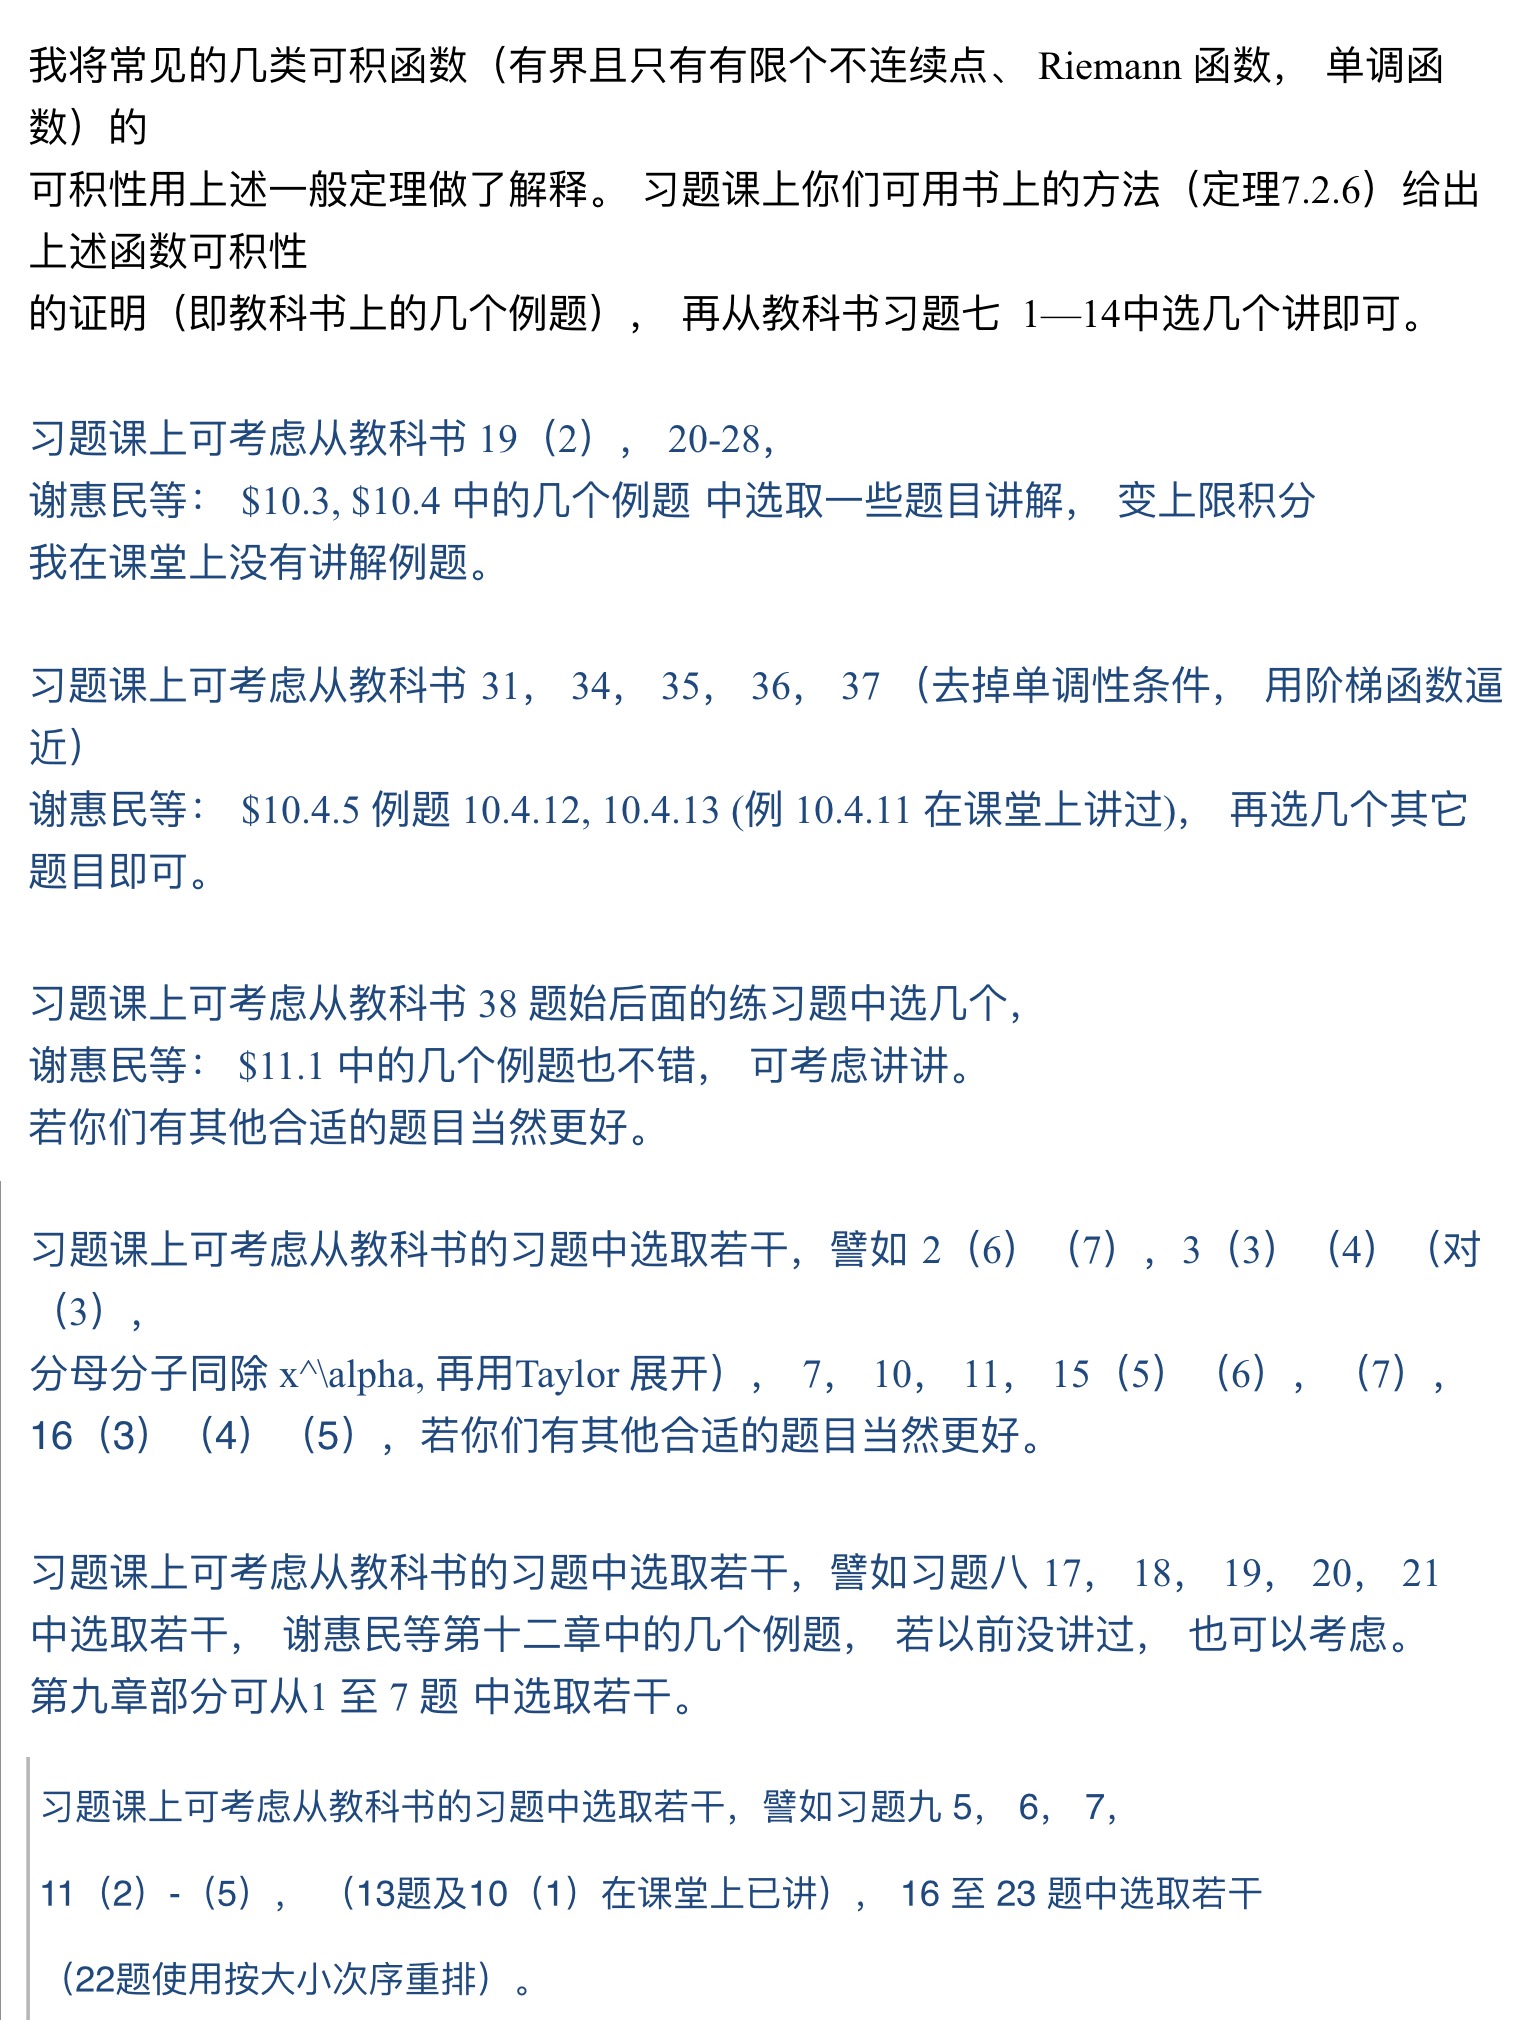 我将常见的几类可积函数（有界且只有有限个不连续点、 Riemann 函数， 单调函
数）的
可积性用上述一般定理做了解释。 习题课上你们可用书上的方法（定理7.2.6）给出
上述函数可积性
的证明（即教科书上的几个例题）， 再从教科书习题七 1—14中选几个讲即可。
习题课上可考虑从教科书 19（2）， 20-28，
谢惠民等： $10.3, $10.4 中的几个例题 中选取一些题目讲解， 变上限积分
我在课堂上没有讲解例题。
习题课上可考虑从教科书 31， 34， 35， 36， 37 （去掉单调性条件， 用阶梯函数逼
近）
谢惠民等： $10.4.5 例题 10.4.12, 10.4.13 (例 10.4.11 在课堂上讲过)， 再选几个其它
题目即可。
习题课上可考虑从教科书 38 题始后面的练习题中选几个，
谢惠民等： $11.1 中的几个例题也不错， 可考虑讲讲。
若你们有其他合适的题目当然更好。
习题课上可考虑从教科书的习题中选取若干，譬如 2（6）（7），3（3）（4）（对
（3），
分母分子同除 x^\alpha, 再用Taylor 展开）， 7， 10， 11， 15（5）（6），（7），
16（3）（4）（5），若你们有其他合适的题目当然更好。
习题课上可考虑从教科书的习题中选取若干，譬如习题八 17， 18， 19， 20， 21
中选取若干， 谢惠民等第十二章中的几个例题， 若以前没讲过， 也可以考虑。
第九章部分可从1 至 7 题 中选取若干。
习题课上可考虑从教科书的习题中选取若干，譬如习题九 5， 6， 7，
11（2）-（5）， （13题及10（1）在课堂上已讲）， 16 至 23 题中选取若干
（22题使用按大小次序重排）。